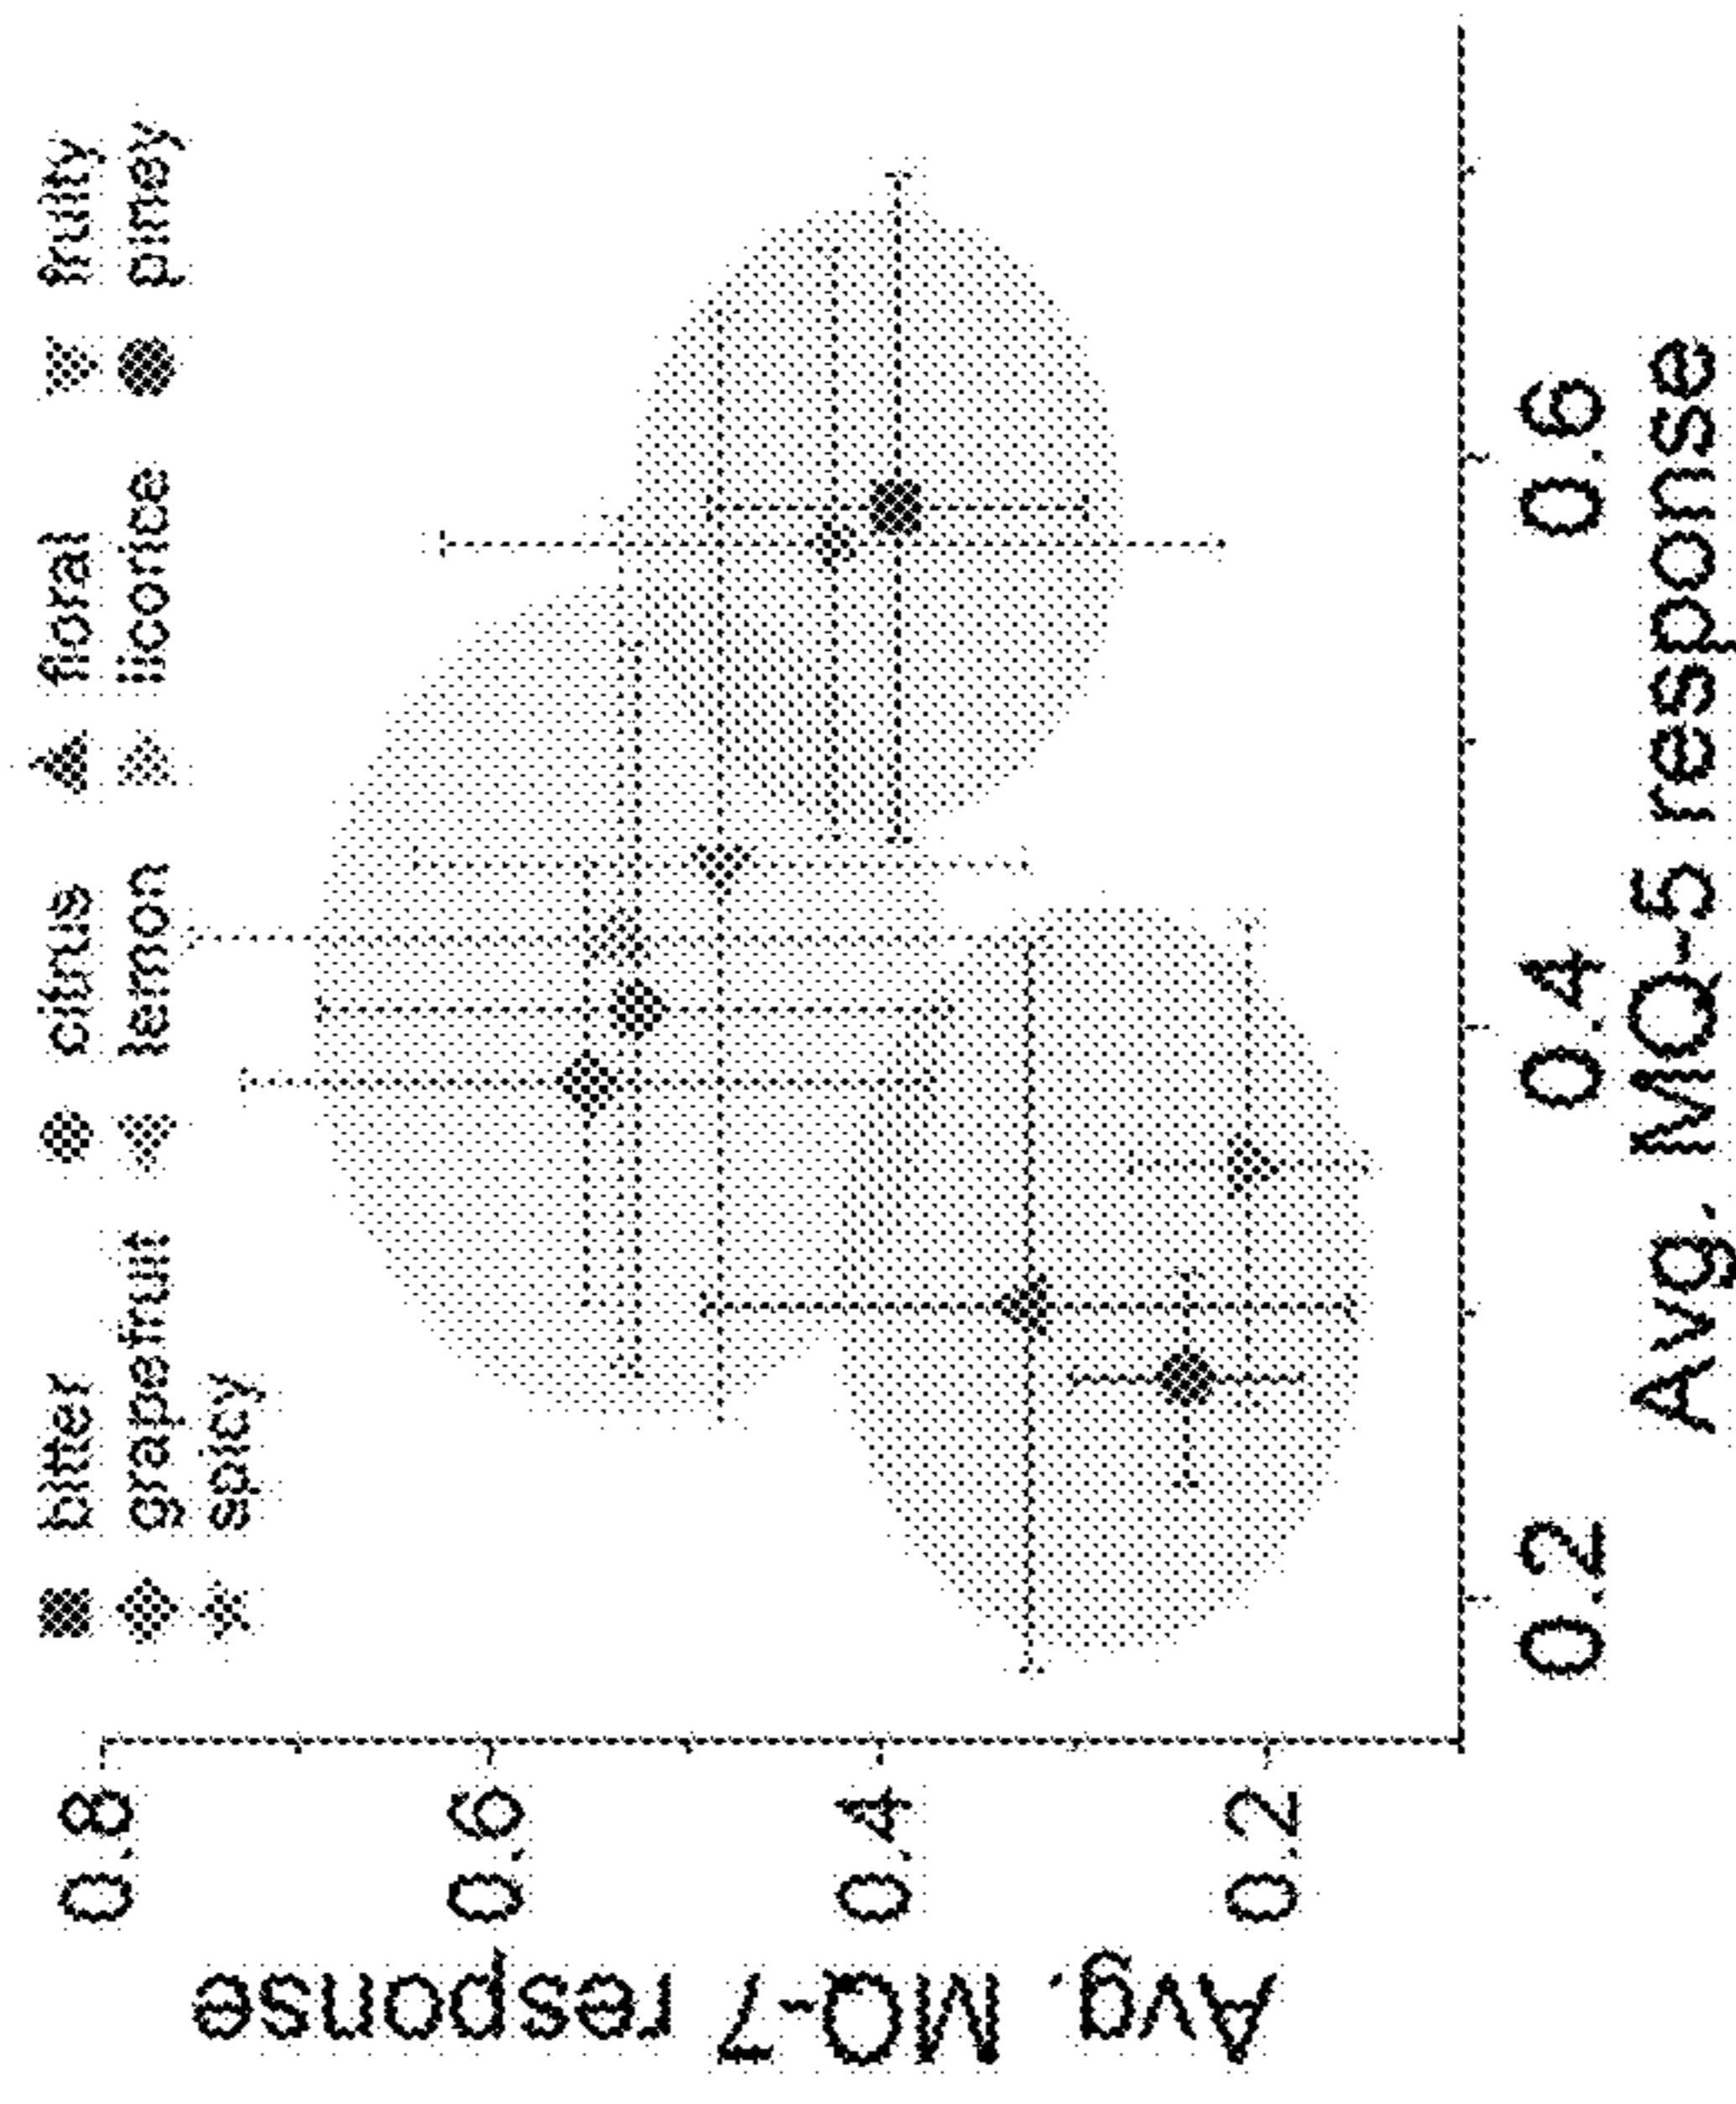 bitter citrus floral fruity
grapefruit lemon licorice piney
spicy
0.8
0.6
0.4
0.2
Avg. MQ-7 response
0.2 0.4 0.6
Avg. MQ-5 response